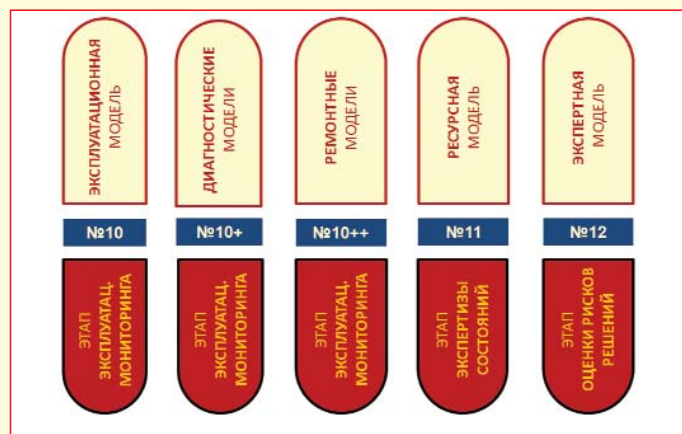 ЭКСПЛУАТАЦИОННАЯ
МОДЕЛЬ
ДИАГНОСТИЧЕСКИЕ
МОДЕЛИ
РЕМОНТНЫЕ
МОДЕЛИ
РЕСУРСНАЯ
МОДЕЛЬ
ЭКСПЕРТНАЯ
МОДЕЛЬ
№10
№10+
№10++
№11
№12
ЭТАП
ЭКСПЛУАТАЦ.
МОНИТОРИНГА
ЭТАП
ЭКСПЛУАТАЦ.
МОНИТОРИНГА
ЭТАП
ЭКСПЛУАТАЦ.
МОНИТОРИНГА
ЭТАП
ЭКСПЕРТИЗЫ
СОСТОЯНИЙ
ЭТАП
ОЦЕНКИ РИСКОВ
РЕШЕНИЙ